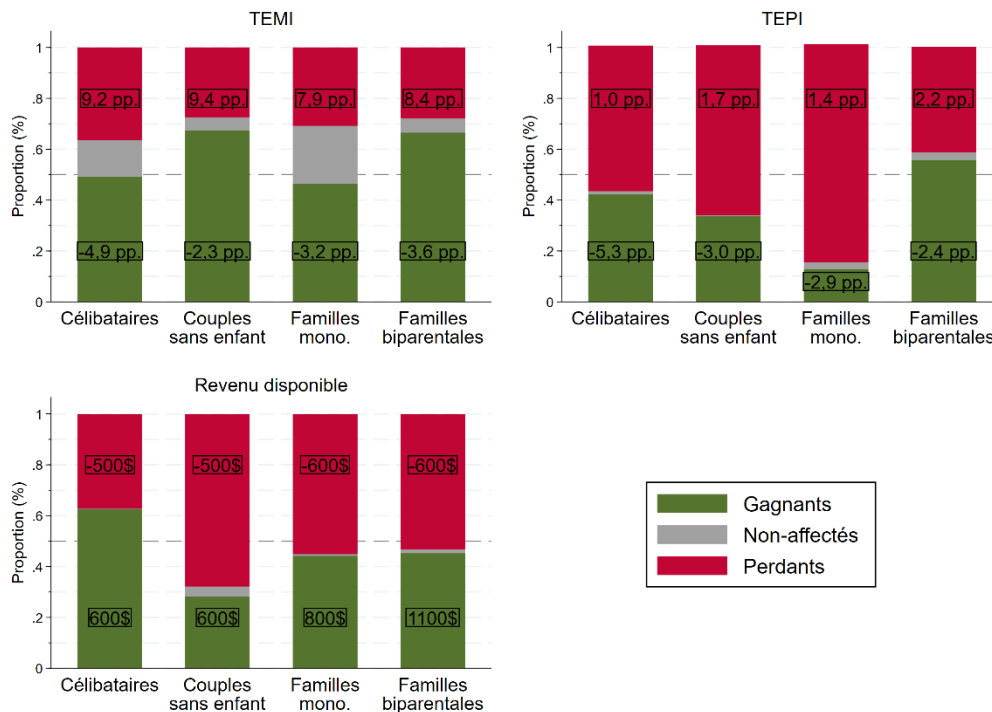 TEMI
Proportion (%)
1
.8
.6
.4
.2
0
9,2 pp.
9,4 pp.
7,9 pp.
8,4 pp.
-4,9 pp.
-2,3 pp.
-3,2 pp.
-3,6 pp.
Célibataires
Couples
sans enfant
Familles
mono.
Familles
biparentales
TEPI
Proportion (%)
1
.8
.6
.4
.2
0
1,0 pp.
1,7 pp.
1,4 pp.
2,2 pp.
-5,3 pp.
-3,0 pp.
-2,9 pp.
-2,4 pp.
Célibataires
Couples
sans enfant
Familles
mono.
Familles
biparentales
Revenu disponible
Proportion (%)
1
.8
.6
.4
.2
0
-500$
-500$
-600$
-600$
600$
600$
800$
1100$
Célibataires
Couples
sans enfant
Familles
mono.
Familles
biparentales
Gagnants
Non-affectés
Perdants